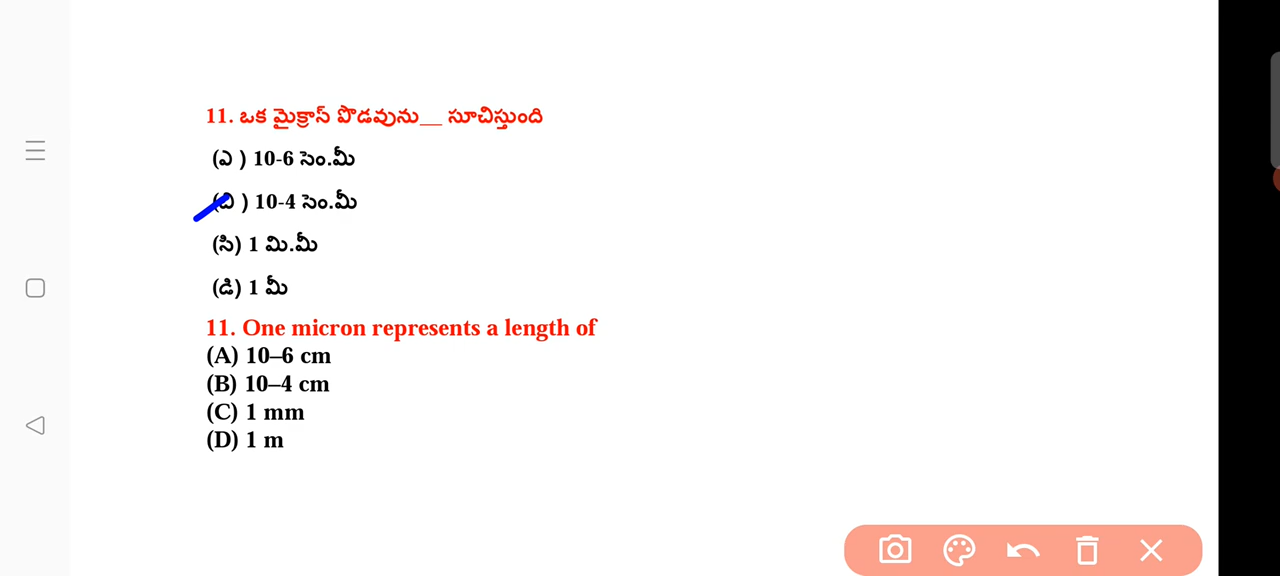 11. ఒక మైక్రాన్ పొడవును__ సూచిస్తుంది
(ఎ ) 10-6 సెం.మీ
(బి ) 10-4 సెం.మీ
(సి) 1 మి.మీ
(డి) 1 మీ
11. One micron represents a length of
(A) 10–6 cm
(B) 10–4 cm
(C) 1 mm
(D) 1 m